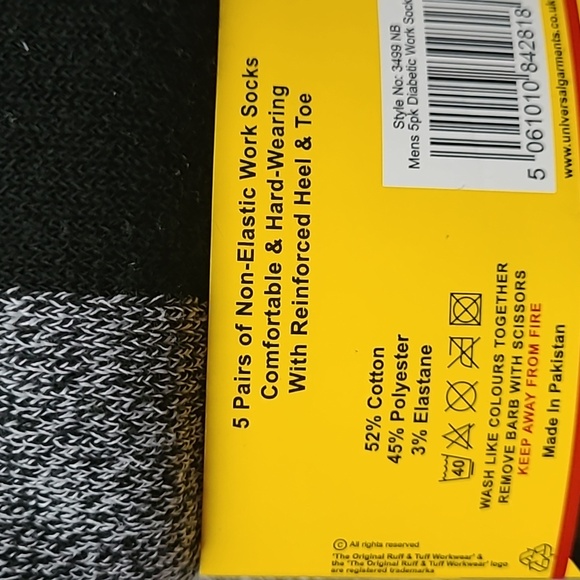 5 Pairs of Non-Elastic Work Socks
Comfortable & Hard-Wearing
With Reinforced Heel & Toe
Style No: 3499 NB
Mens 5pk Diabetic Work Sock
5 061010 842818
www.universalgarments.co.uk
52% Cotton
45% Polyester
3% Elastane
40
WASH LIKE COLOURS TOGETHER
REMOVE BARB WITH SCISSORS
KEEP AWAY FROM FIRE
Made In Pakistan
© All rights reserved
'The Original Ruff & Tuff Workwear' &
the 'The Original Ruff & Tuff Workwear' logo
are registered trademarks